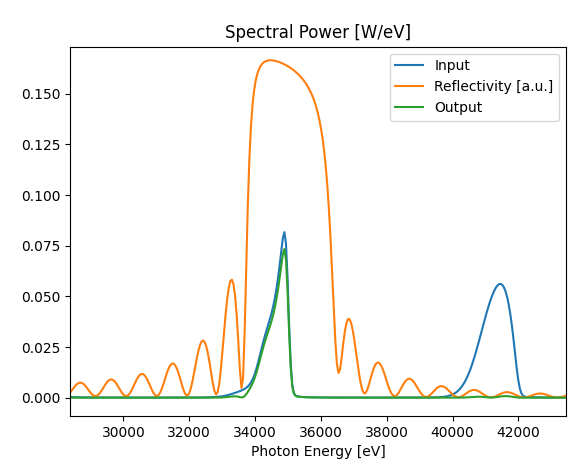 Spectral Power [W/eV]
Input
Reflectivity [a.u.]
Output
0.150
0.125
0.100
0.075
0.050
0.025
0.000
30000 32000 34000 36000 38000 40000 42000
Photon Energy [eV]